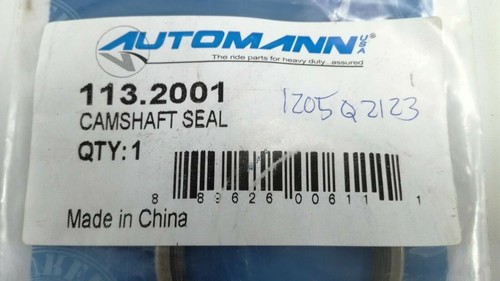 AUTOMANN USA ®
The ride parts for heavy duty...assured
113.2001
1205Q2123
CAMSHAFT SEAL
QTY: 1
8 89626 00611 1
Made in China